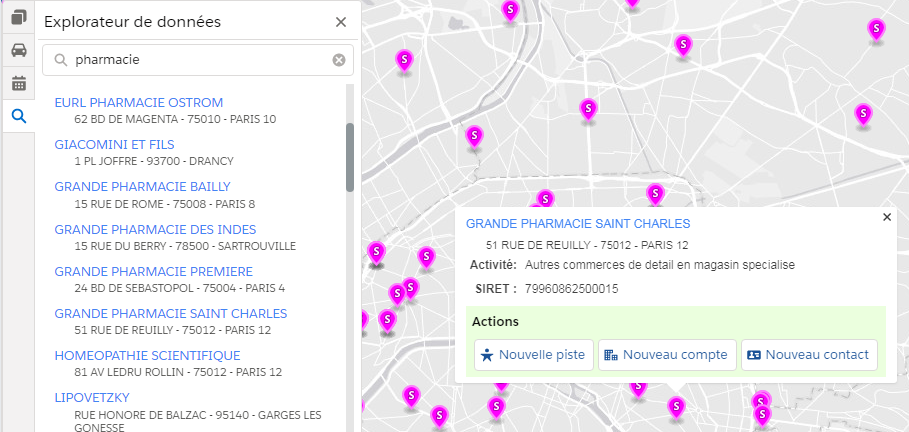 Explorateur de données
pharmacie
EURL PHARMACIE OSTROM
62 BD DE MAGENTA - 75010 - PARIS 10
GIACOMINI ET FILS
1 PL JOFFRE - 93700 - DRANCY
GRANDE PHARMACIE BAILLY
15 RUE DE ROME - 75008 - PARIS 8
GRANDE PHARMACIE DES INDES
15 RUE DU BERRY - 78500 - SARTROUVILLE
GRANDE PHARMACIE PREMIERE
24 BD DE SEBASTOPOL - 75004 - PARIS 4
GRANDE PHARMACIE SAINT CHARLES
51 RUE DE REUILLY - 75012 - PARIS 12
HOMEOPATHIE SCIENTIFIQUE
81 AV LEDRU ROLLIN - 75012 - PARIS 12
LIPOVETZKY
RUE HONORE DE BALZAC - 95140 - GARGES LES
GONESSE
GRANDE PHARMACIE SAINT CHARLES
51 RUE DE REUILLY - 75012 - PARIS 12
Activité: Autres commerces de detail en magasin specialise
SIRET : 79960862500015
Actions
Nouvelle piste
Nouveau compte
Nouveau contact